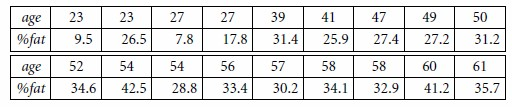 age 23 23 27 27 39 41 47 49 50
%fat 9.5 26.5 7.8 17.8 31.4 25.9 27.4 27.2 31.2
age 52 54 54 56 57 58 58 60 61
%fat 34.6 42.5 28.8 33.4 30.2 34.1 32.9 41.2 35.7